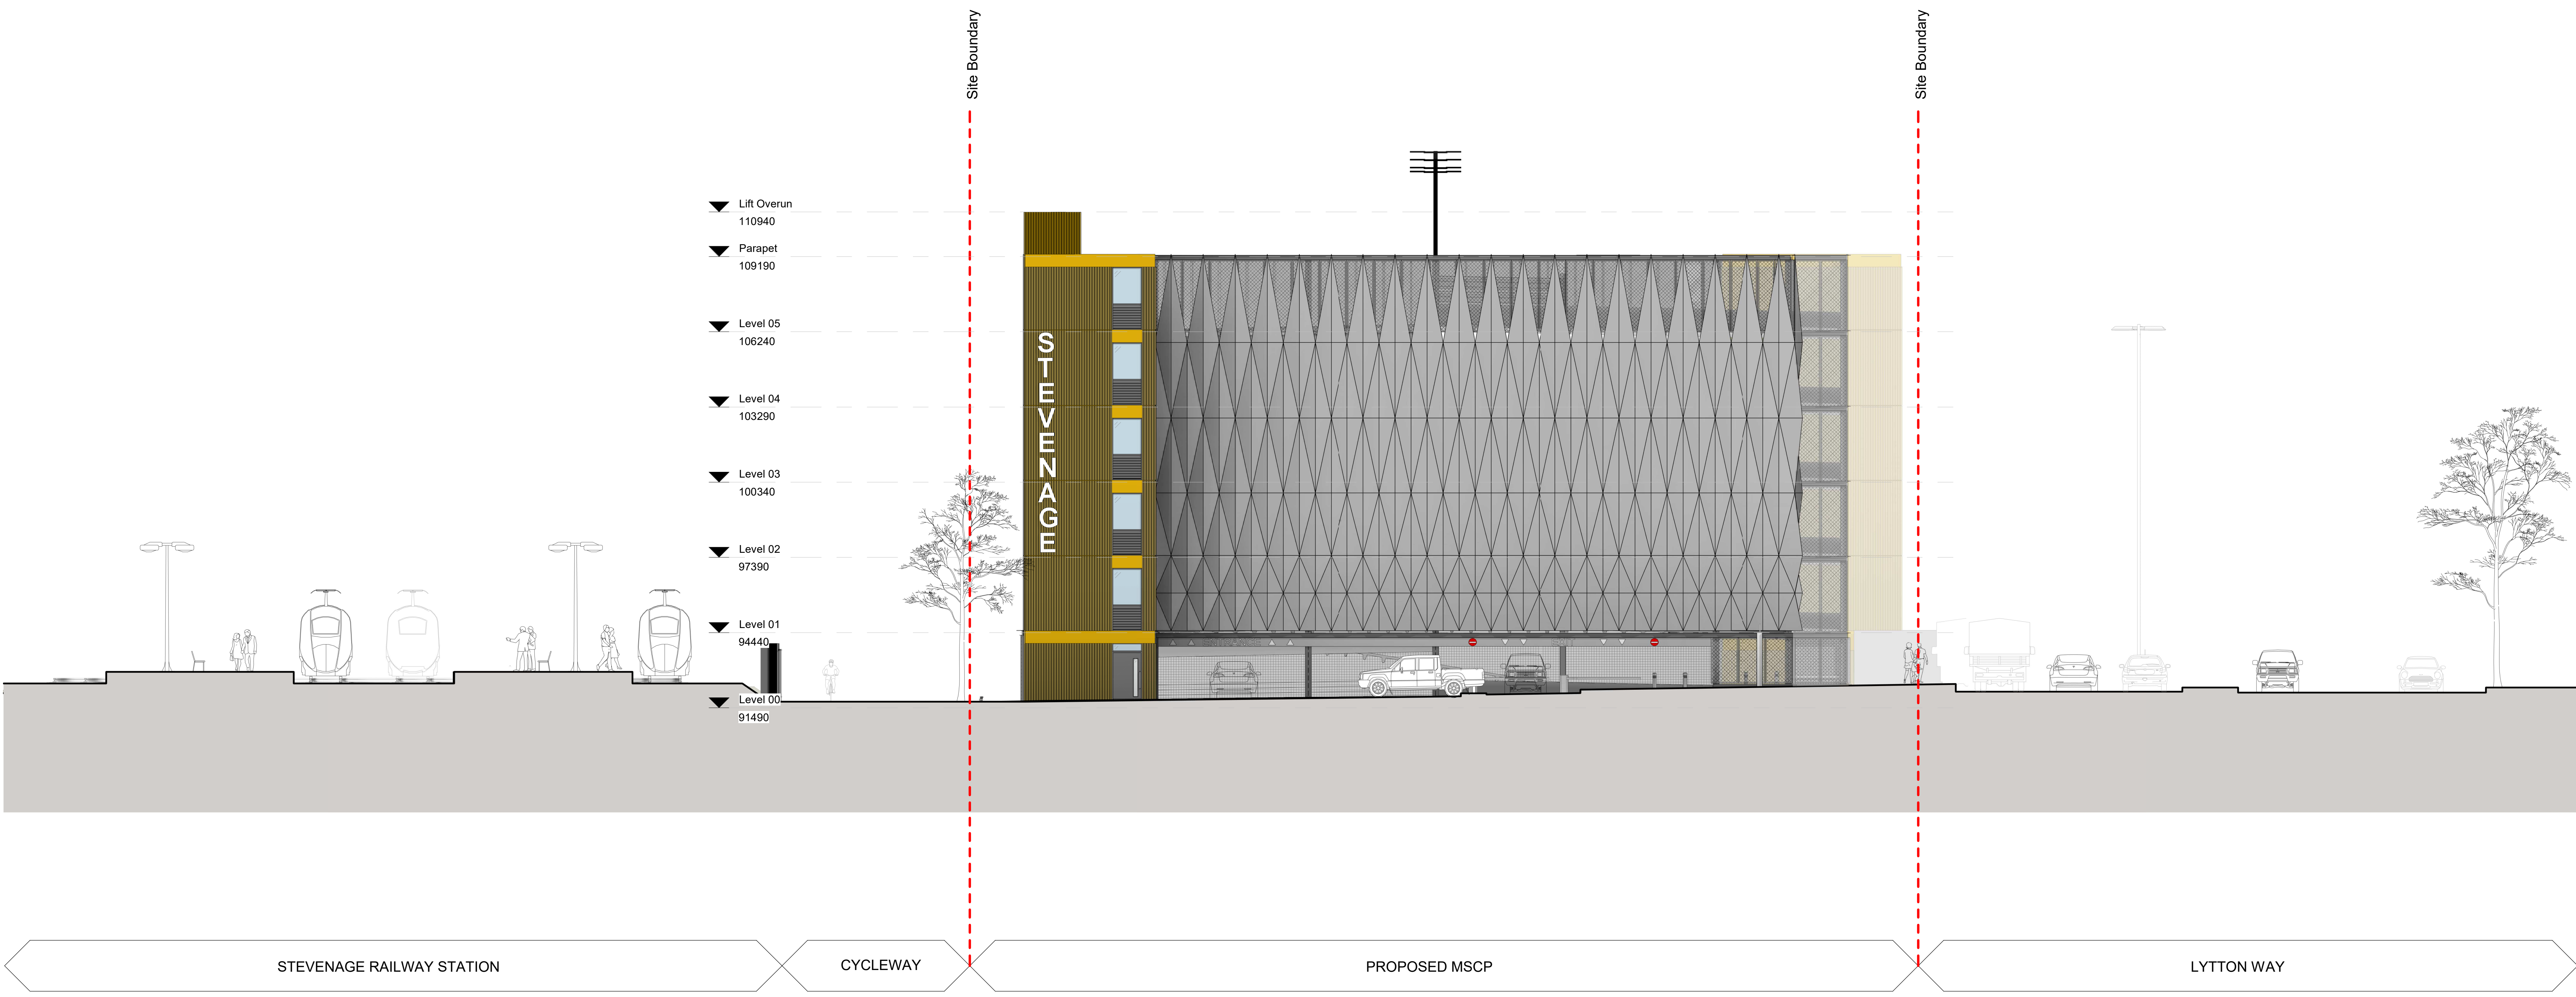 Site Boundary
Site Boundary
Lift Overun
110940
Parapet
109190
Level 05
106240
Level 04
103290
Level 03
100340
Level 02
97390
Level 01
94440
Level 00
91490
STEVENAGE
STEVENAGE RAILWAY STATION
CYCLEWAY
PROPOSED MSCP
LYTTON WAY